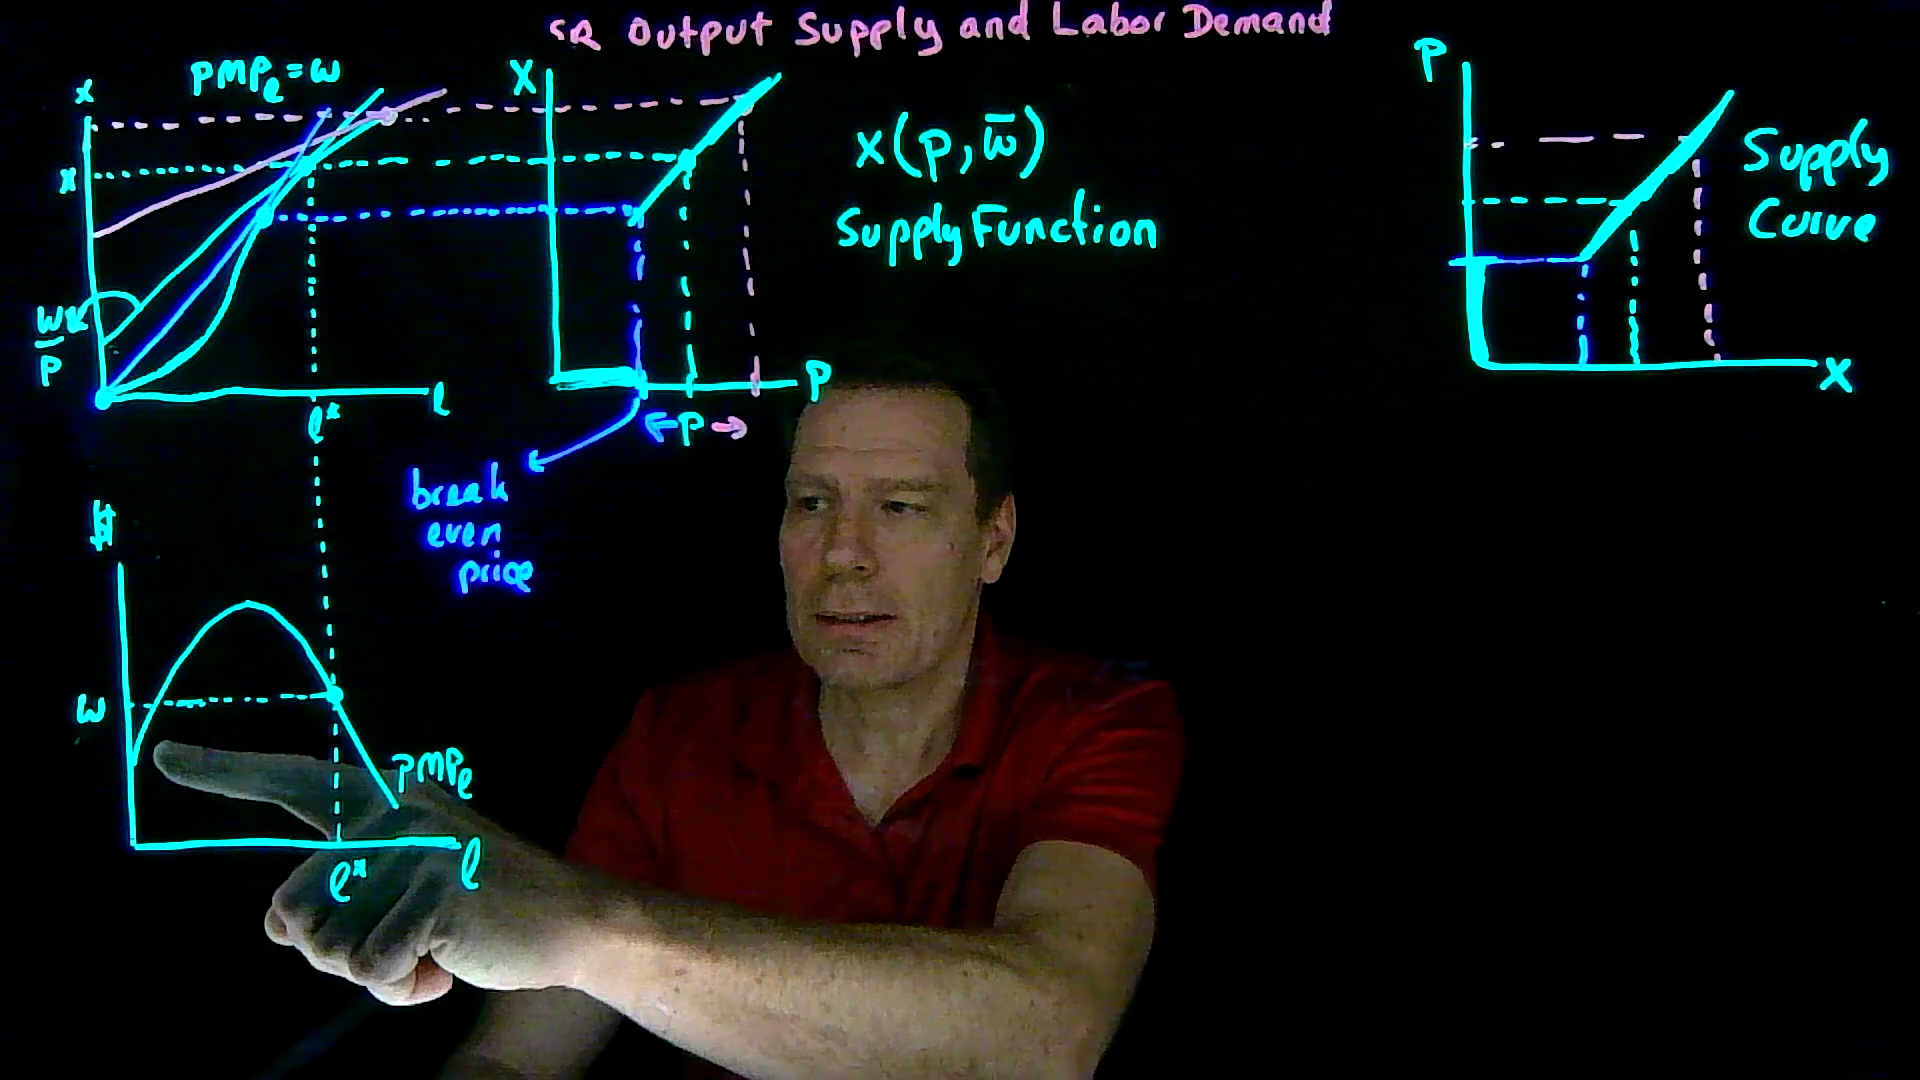 SR Output Supply and Labor Demand
PMPℓ = w
x
x
w
P
ℓ
ℓ*
X
P
← P →
x(p, w̄)
Supply Function
P
Supply
Curve
X
break
even
price
$
w
PMPℓ
ℓ*
ℓ